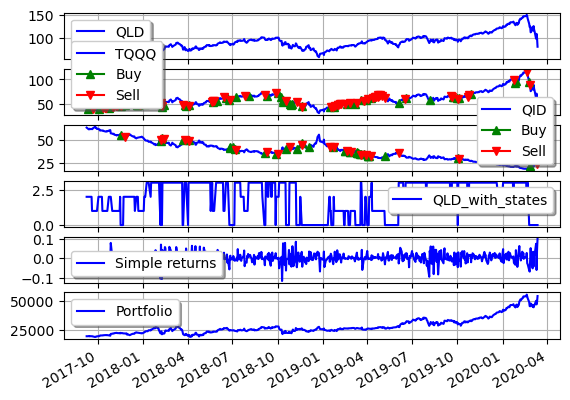 150
100
QLD
100
50
TQQQ
Buy
Sell
50
25
QID
Buy
Sell
2.5
0.0
QLD_with_states
0.1
0.0
−0.1
Simple returns
50000
25000
Portfolio
2017-10
2018-01
2018-04
2018-07
2018-10
2019-01
2019-04
2019-07
2019-10
2020-01
2020-04